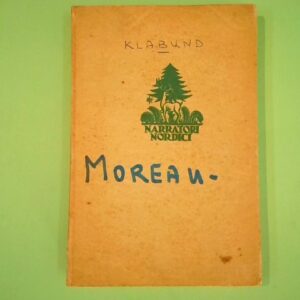 KLABUND
NARRATORI
NORDICI
MOREAU-